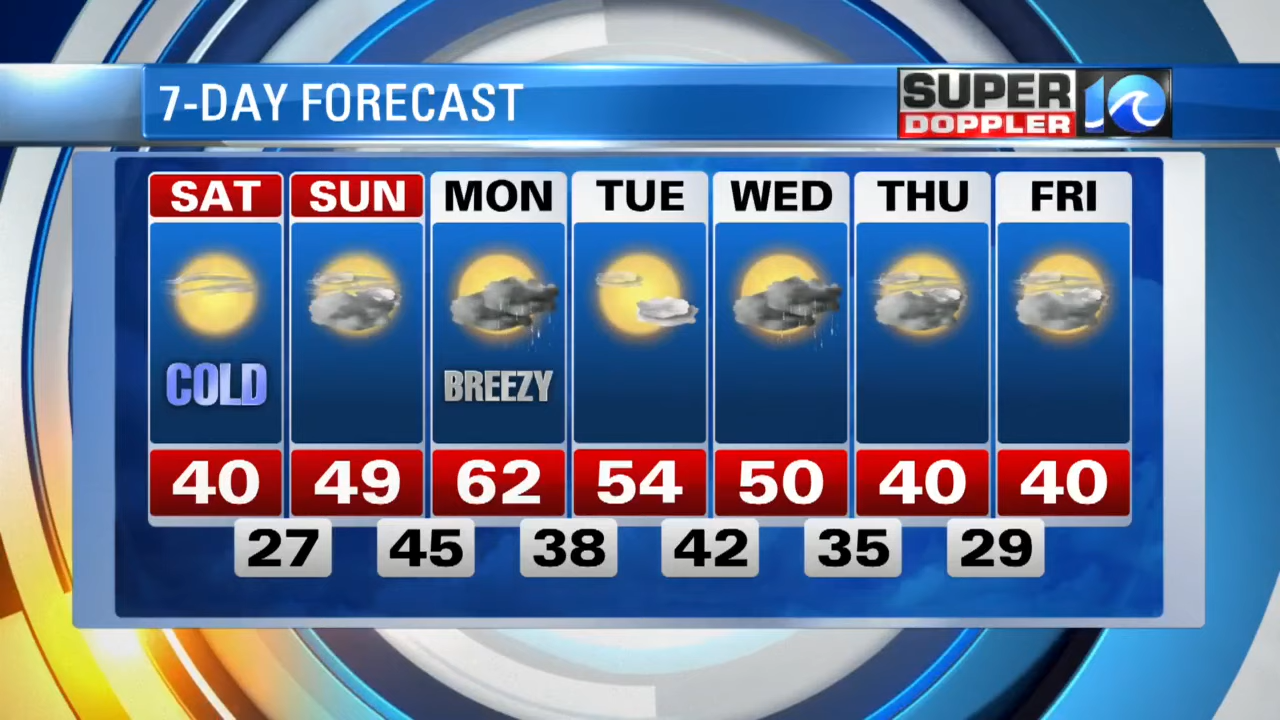 7-DAY FORECAST
SUPER
DOPPLER
10
SAT SUN MON TUE WED THU FRI
COLD BREEZY
40 49 62 54 50 40 40
27 45 38 42 35 29